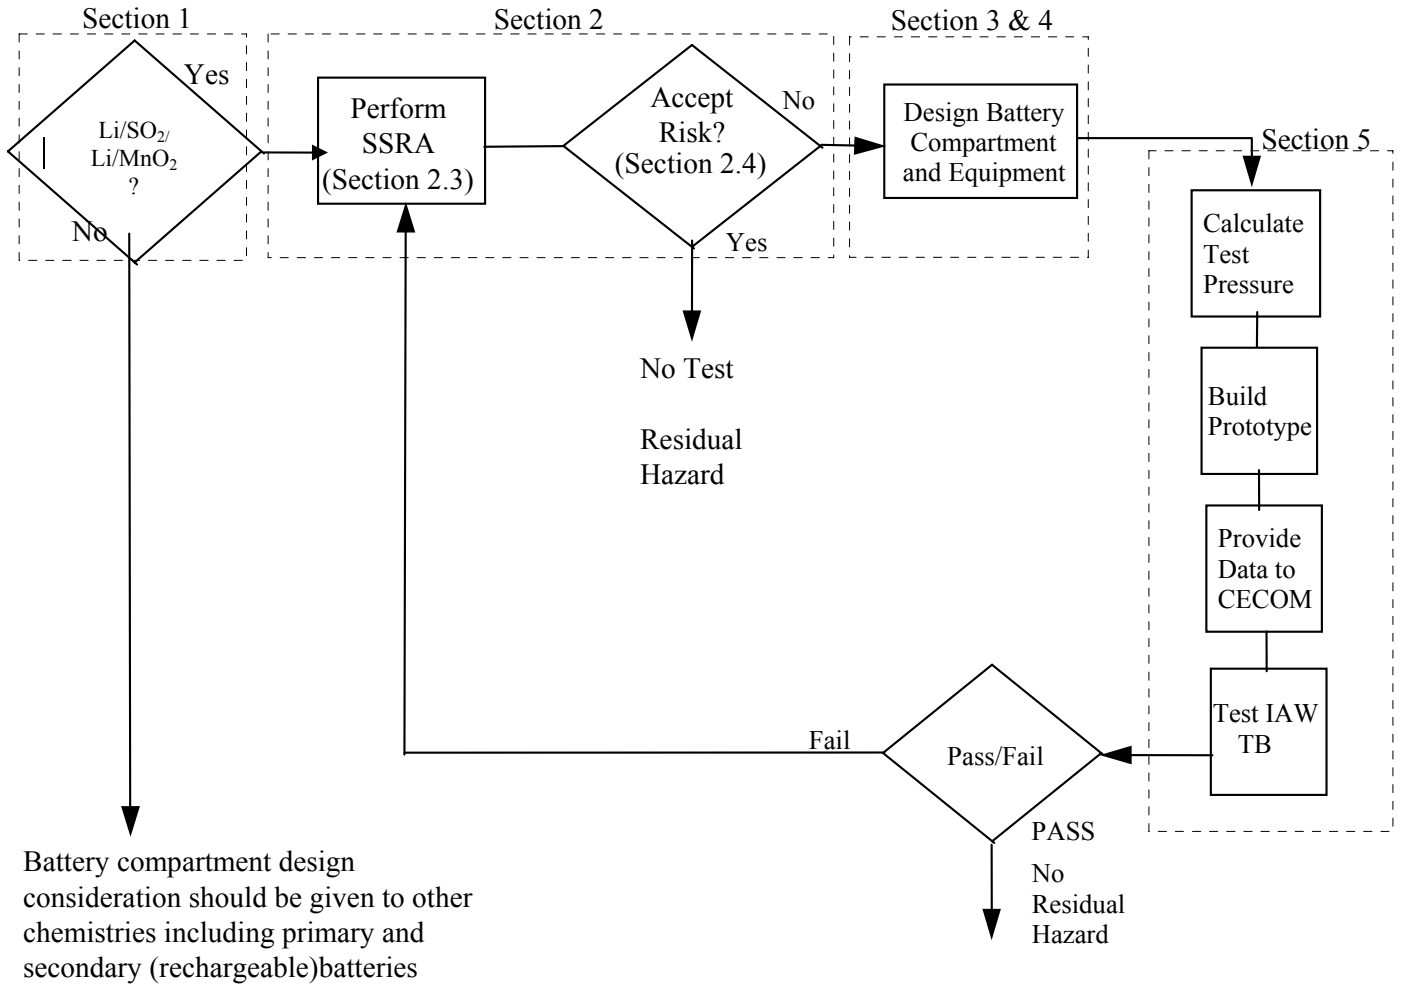 Section 1
Section 2
Section 3 & 4
Section 5
Yes
Li/SO₂/
Li/MnO₂
?
No
Perform
SSRA
(Section 2.3)
Accept
Risk?
(Section 2.4)
No
Yes
Design Battery
Compartment
and Equipment
Calculate
Test
Pressure
Build
Prototype
Provide
Data to
CECOM
Test IAW
TB
No Test
Residual
Hazard
Fail
Pass/Fail
PASS
No
Residual
Hazard
Battery compartment design
consideration should be given to other
chemistries including primary and
secondary (rechargeable)batteries